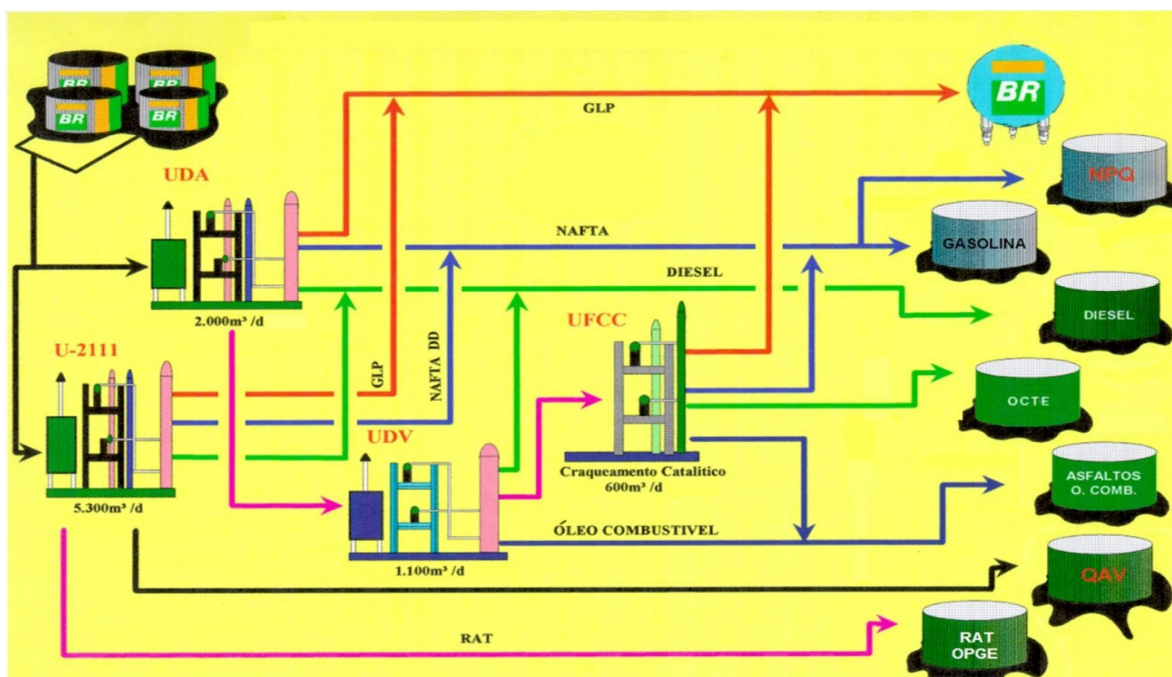 BR
BR
BR
BR
BR
GLP
UDA
NPQ
NAFTA
GASOLINA
DIESEL
2.000m³ /d
UFCC
DIESEL
U-2111
GLP
NAFTA DD
OCTE
UDV
Craqueamento Catalitico
600m³ /d
ASFALTOS
O. COMB.
5.300m³ /d
ÓLEO COMBUSTIVEL
1.100m³ /d
QAV
RAT
RAT
OPGE